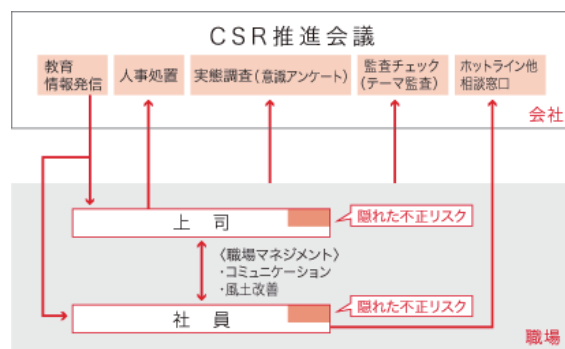 CSR推進会議
教育
情報発信
人事処置
実態調査(意識アンケート)
監査チェック
(テーマ監査)
ホットライン他
相談窓口
会社
上 司
隠れた不正リスク
〈職場マネジメント〉
・コミュニケーション
・風土改善
隠れた不正リスク
社 員
職場